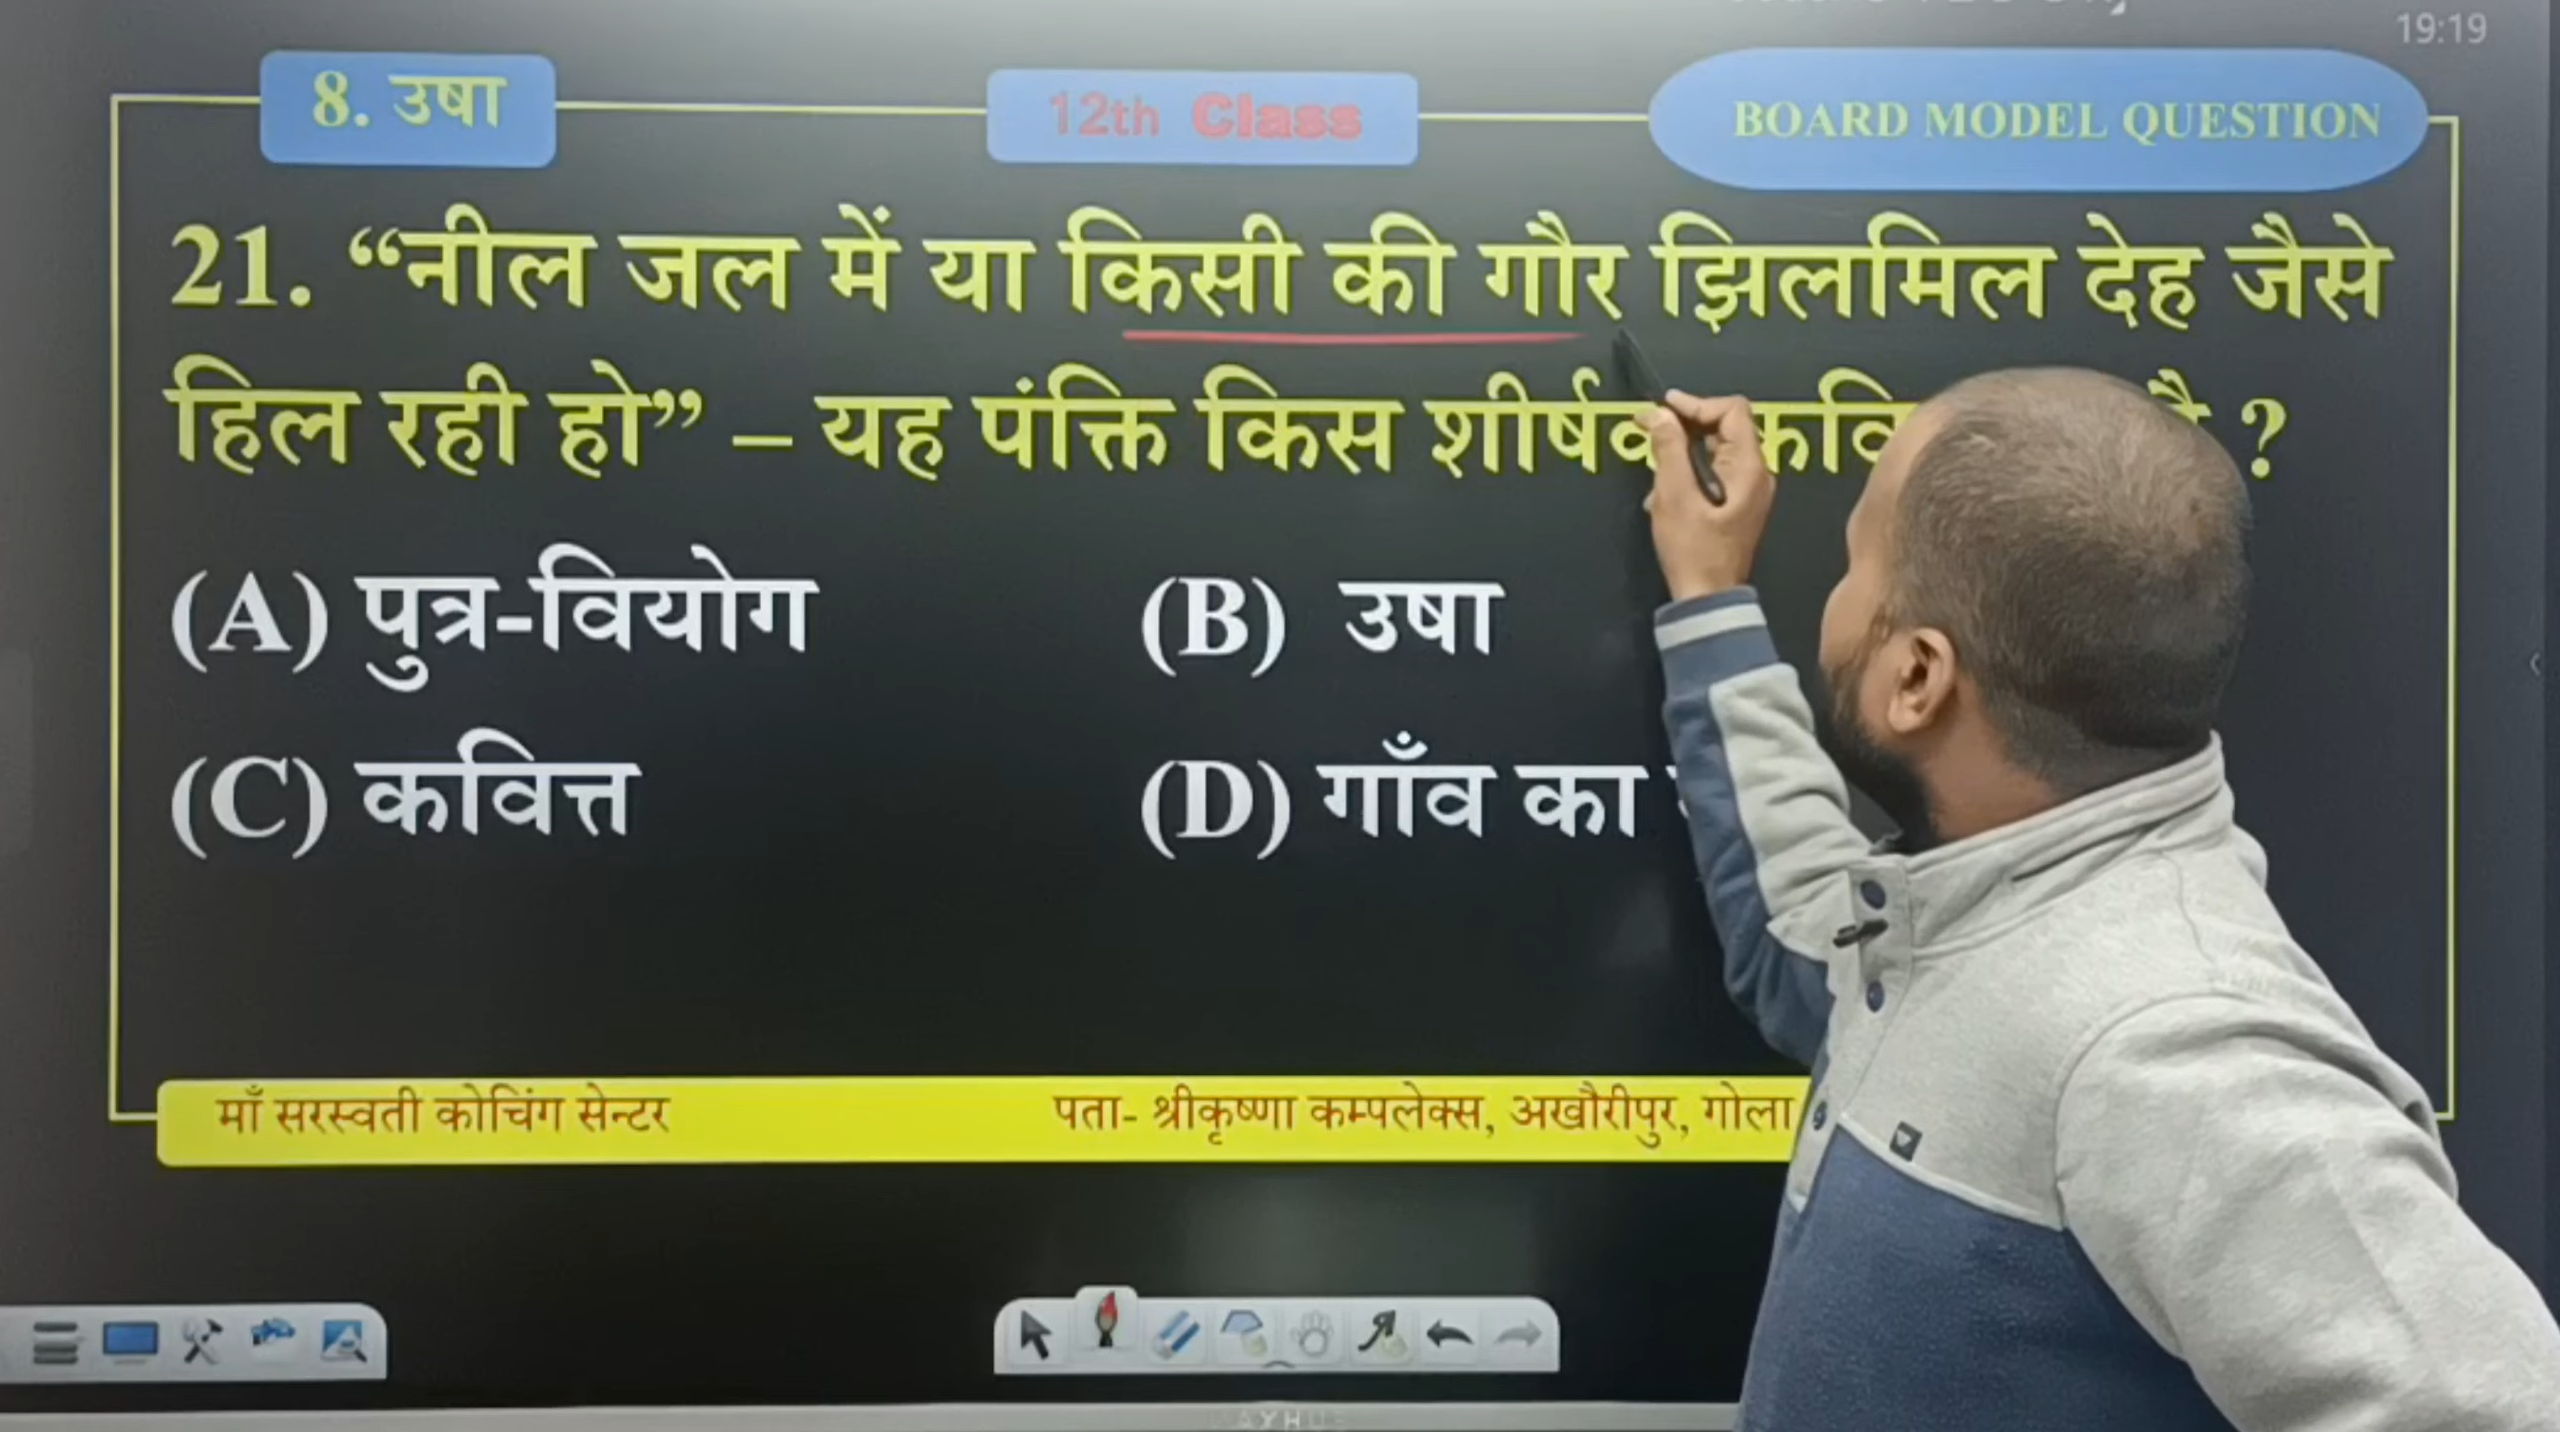 19:19
8. उषा
12th Class
BOARD MODEL QUESTION
21. “नील जल में या किसी की गौर झिलमिल देह जैसे
हिल रही हो” – यह पंक्ति किस ?
(A) पुत्र-वियोग
(B) उषा
(C) कवित्त
(D) गाँव का
माँ सरस्वती कोचिंग सेन्टर
पता- श्रीकृष्णा कम्पलेक्स, अखौरीपुर, गोला